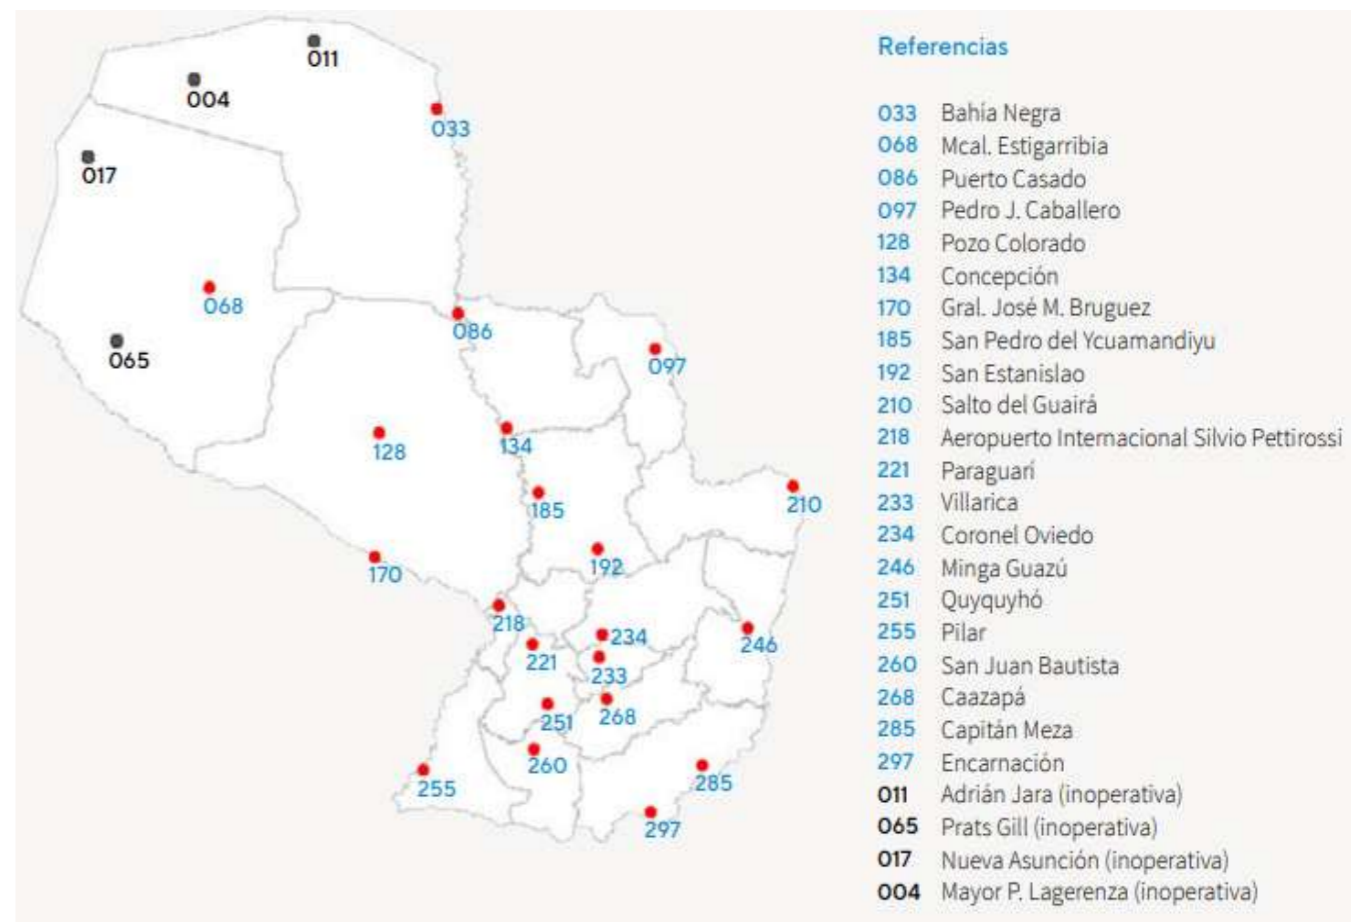 011
004
033
017
068
086
065
097
128
134
185
210
170
192
218
234
246
221
233
251
268
260
255
285
297
Referencias
033 Bahía Negra
068 Mcal. Estigarribia
086 Puerto Casado
097 Pedro J. Caballero
128 Pozo Colorado
134 Concepción
170 Gral. José M. Bruguez
185 San Pedro del Ycuamandiyu
192 San Estanislao
210 Salto del Guairá
218 Aeropuerto Internacional Silvio Pettirossi
221 Paraguarí
233 Villarica
234 Coronel Oviedo
246 Minga Guazú
251 Quyquyhó
255 Pilar
260 San Juan Bautista
268 Caazapá
285 Capitán Meza
297 Encarnación
011 Adrián Jara (inoperativa)
065 Prats Gill (inoperativa)
017 Nueva Asunción (inoperativa)
004 Mayor P. Lagerenza (inoperativa)